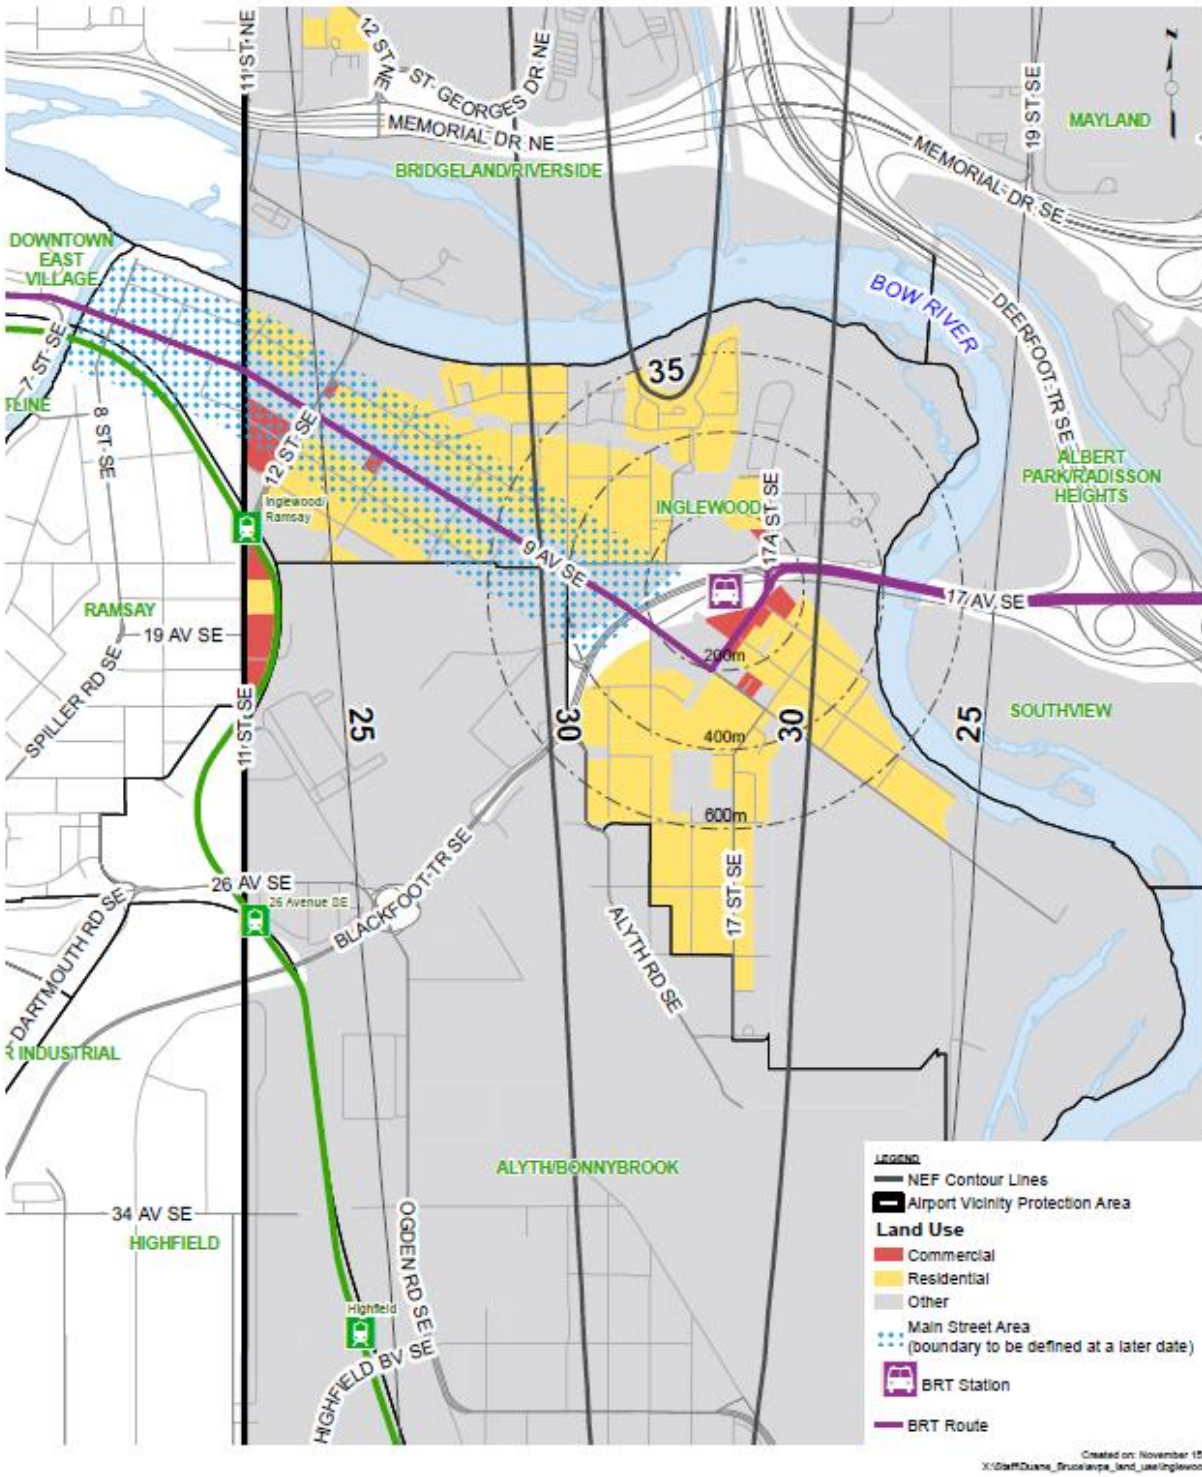 11 ST NE
12 ST NE
ST GEORGES DR NE
MEMORIAL DR NE
19 ST SE
MAYLAND
MEMORIAL DR SE
BRIDGELAND/RIVERSIDE
DOWNTOWN
EAST
VILLAGE
BOW RIVER
DEERFOOT TR SE
7 ST SE
35
8 ST SE
12 ST SE
ALBERT
PARK/RADISSON
HEIGHTS
Inglewood/
Ramsay
INGLEWOOD
17A ST SE
9 AV SE
17 AV SE
RAMSAY
19 AV SE
SPILLER RD SE
200m
11 ST SE
25
30
400m
30
25
SOUTHVIEW
600m
26 AV SE
26 Avenue SE
BLACKFOOT TR SE
17 ST SE
ALYTH RD SE
DARTMOUTH RD SE
R INDUSTRIAL
ALYTH/BONNYBROOK
34 AV SE
HIGHFIELD
OGDEN RD SE
Highfield
HIGHFIELD BV SE
LEGEND
NEF Contour Lines
Airport Vicinity Protection Area
Land Use
Commercial
Residential
Other
Main Street Area
(boundary to be defined at a later date)
BRT Station
BRT Route
Created on: November 15